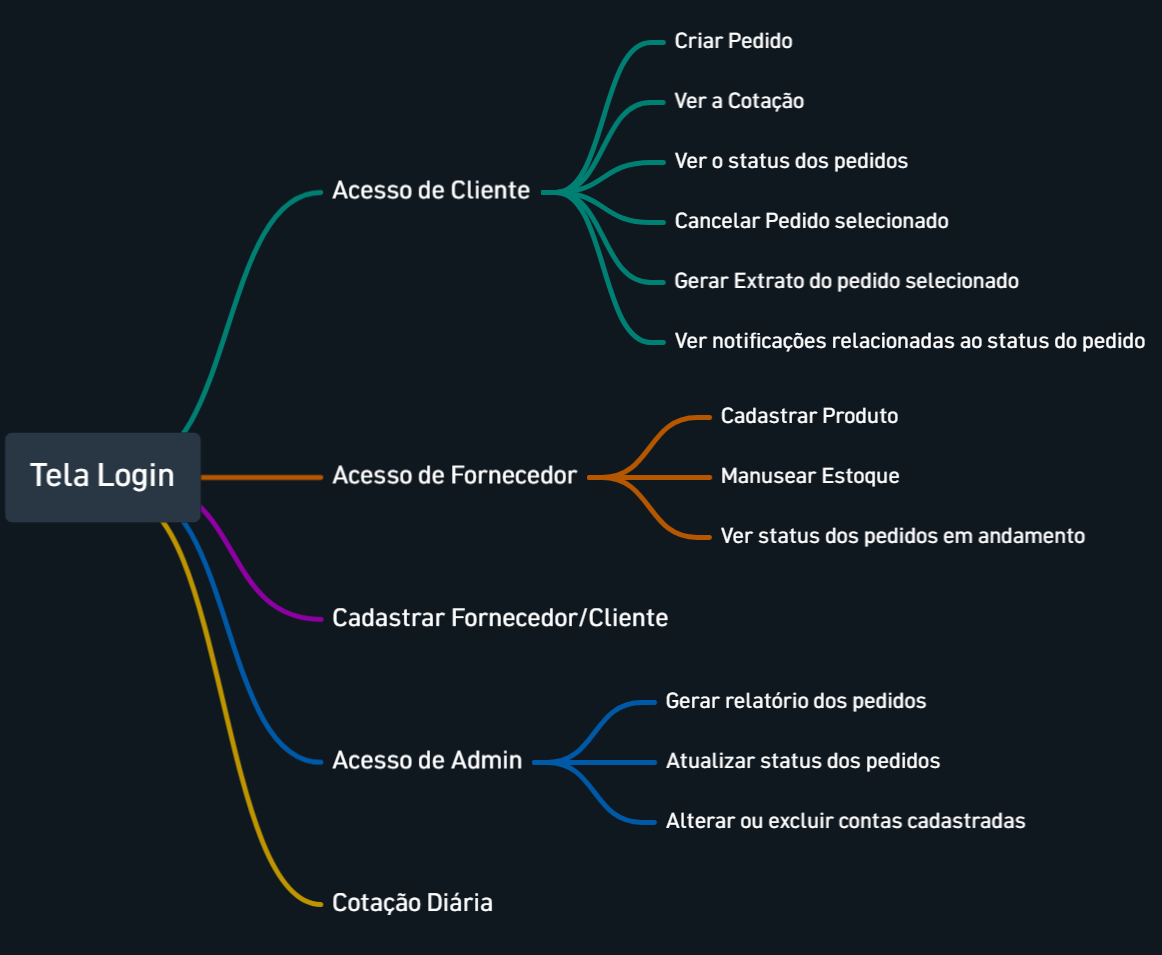 Tela Login
Acesso de Cliente
Criar Pedido
Ver a Cotação
Ver o status dos pedidos
Cancelar Pedido selecionado
Gerar Extrato do pedido selecionado
Ver notificações relacionadas ao status do pedido
Acesso de Fornecedor
Cadastrar Produto
Manusear Estoque
Ver status dos pedidos em andamento
Cadastrar Fornecedor/Cliente
Acesso de Admin
Gerar relatório dos pedidos
Atualizar status dos pedidos
Alterar ou excluir contas cadastradas
Cotação Diária